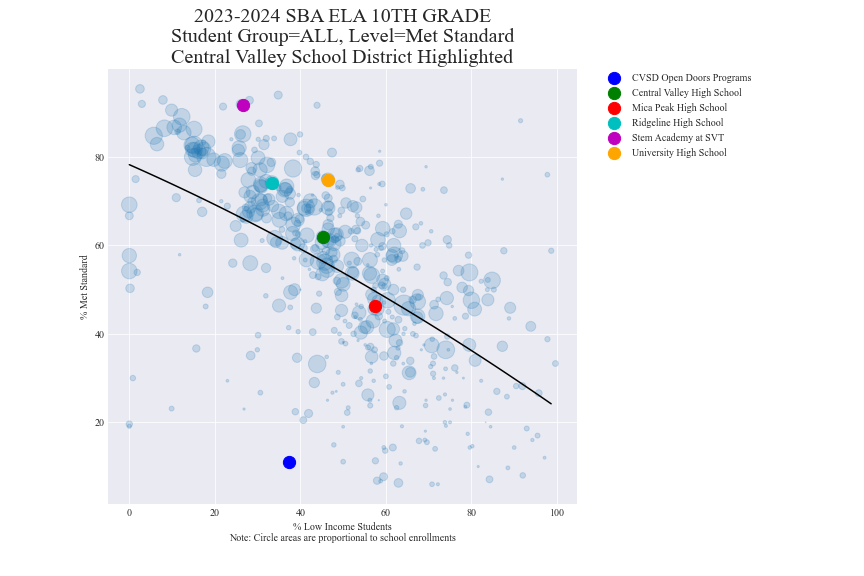 2023-2024 SBA ELA 10TH GRADE
Student Group=ALL, Level=Met Standard
Central Valley School District Highlighted
CVSD Open Doors Programs
Central Valley High School
Mica Peak High School
Ridgeline High School
Stem Academy at SVT
University High School
% Met Standard
80
60
40
20
0 20 40 60 80 100
% Low Income Students
Note: Circle areas are proportional to school enrollments